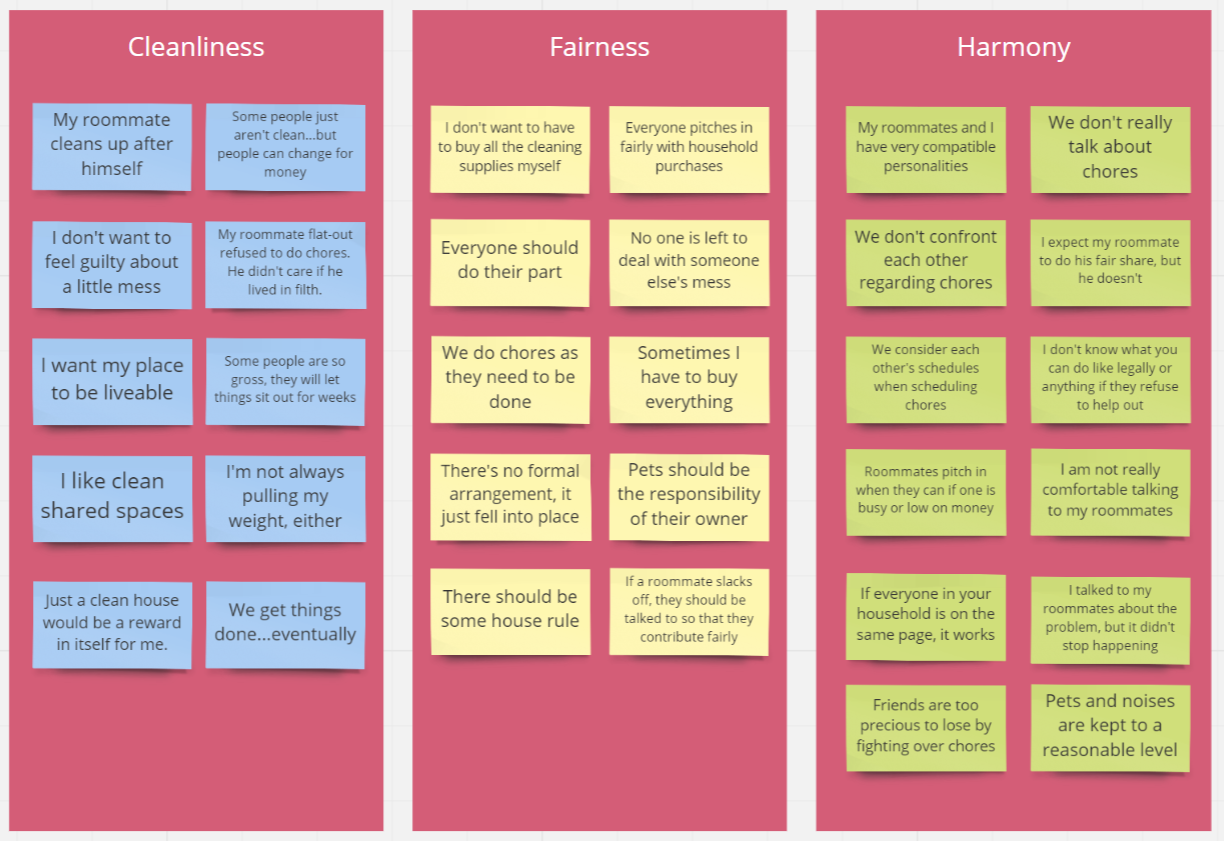 Cleanliness
My roommate
cleans up after
himself
Some people just
aren't clean...but
people can change for
money
I don't want to
feel guilty about
a little mess
My roommate flat-out
refused to do chores.
He didn't care if he
lived in filth.
I want my place
to be liveable
Some people are so
gross, they will let
things sit out for weeks
I like clean
shared spaces
I'm not always
pulling my
weight, either
Just a clean house
would be a reward
in itself for me.
We get things
done...eventually
Fairness
I don't want to have
to buy all the cleaning
supplies myself
Everyone pitches in
fairly with household
purchases
Everyone should
do their part
No one is left to
deal with someone
else's mess
We do chores as
they need to be
done
Sometimes I
have to buy
everything
There's no formal
arrangement, it
just fell into place
Pets should be
the responsibility
of their owner
There should be
some house rule
If a roommate slacks
off, they should be
talked to so that they
contribute fairly
Harmony
My roommates and I
have very compatible
personalities
We don't really
talk about
chores
We don't confront
each other
regarding chores
I expect my roommate
to do his fair share, but
he doesn't
We consider each
other's schedules
when scheduling
chores
I don't know what you
can do like legally or
anything if they refuse
to help out
Roommates pitch in
when they can if one is
busy or low on money
I am not really
comfortable talking
to my roommates
If everyone in your
household is on the
same page, it works
I talked to my
roommates about the
problem, but it didn't
stop happening
Friends are too
precious to lose by
fighting over chores
Pets and noises
are kept to a
reasonable level